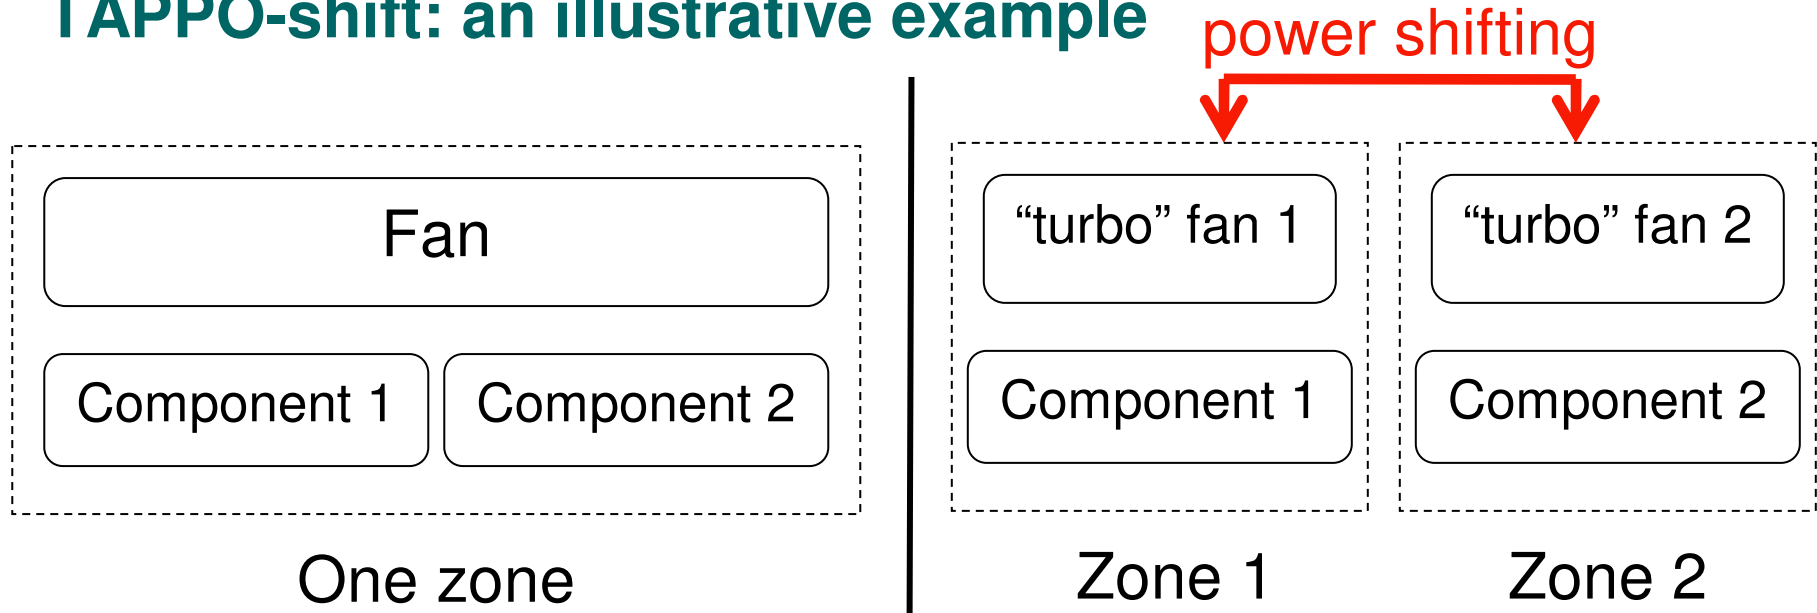 TAPPO-shift: an illustrative example
power shifting
Fan
Component 1
Component 2
One zone
“turbo” fan 1
“turbo” fan 2
Component 1
Component 2
Zone 1
Zone 2